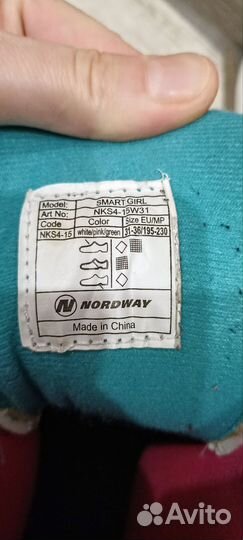 Model: SMART GIRL
Art No: NKS4-15W31
Code Color Size EU/MP
NKS4-15 white/pink/green 31-36/195-230
N NORDWAY
Made in China
Avito